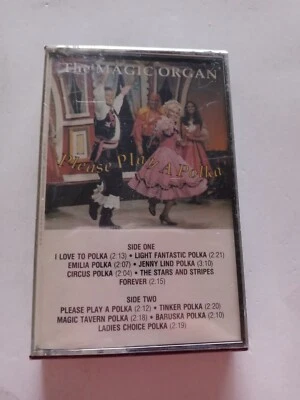 The MAGIC ORGAN
Please Play A Polka
SIDE ONE
I LOVE TO POLKA (2:13) • LIGHT FANTASTIC POLKA (2:21)
EMILIA POLKA (2:07) • JENNY LIND POLKA (3:10)
CIRCUS POLKA (2:04) • THE STARS AND STRIPES
FOREVER (2:15)
SIDE TWO
PLEASE PLAY A POLKA (2:12) • TINKER POLKA (2:20)
MAGIC TAVERN POLKA (2:18) • BARUSKA POLKA (2:10)
LADIES CHOICE POLKA (2:19)